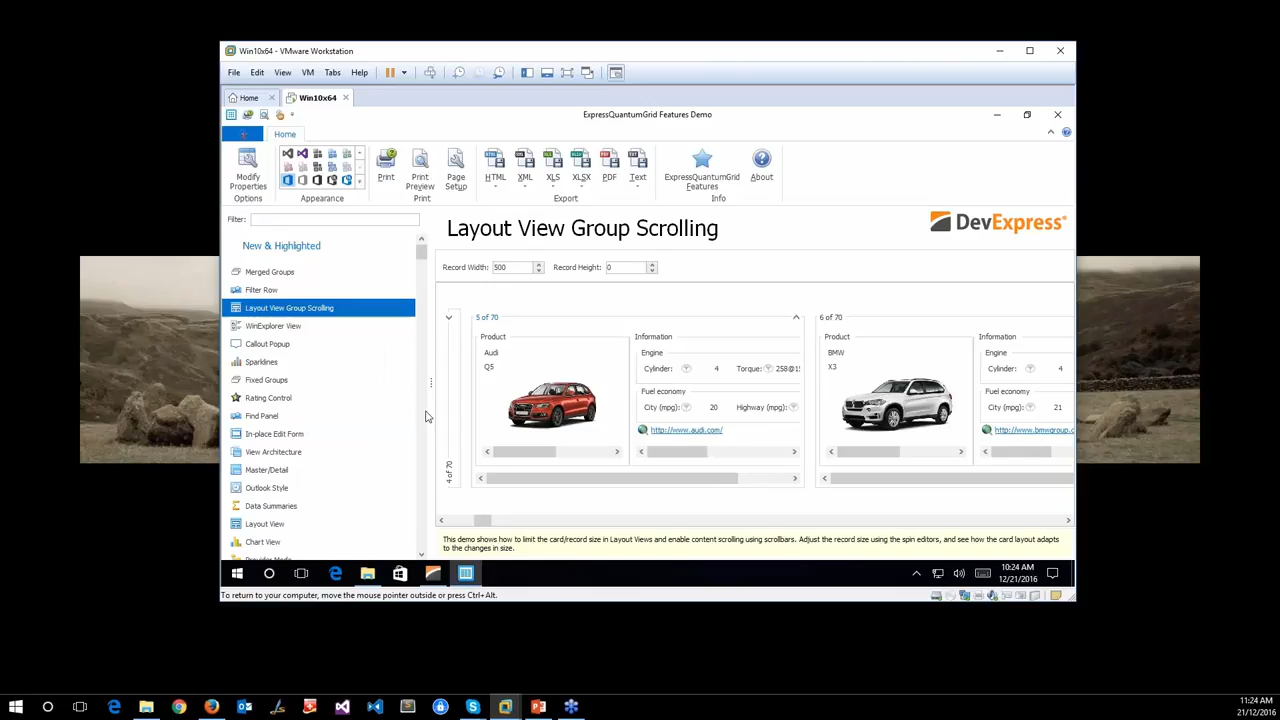 Win10x64 - VMware Workstation
File Edit View VM Tabs Help
Home Win10x64
ExpressQuantumGrid Features Demo
Home
Modify Properties
Print
Print Preview
Page Setup
HTML XML XLS XLSX PDF Text
ExpressQuantumGrid Features
About
Options Appearance Print Export Info
Filter:
New & Highlighted
Merged Groups
Filter Row
Layout View Group Scrolling
WinExplorer View
Callout Popup
Sparklines
Fixed Groups
Rating Control
Find Panel
In-place Edit Form
View Architecture
Master/Detail
Outlook Style
Data Summaries
Layout View
Chart View
Layout View Group Scrolling
DevExpress
Record Width: 500 Record Height: 0
4 of 70
5 of 70
Product Information
Audi
Q5
Engine
Cylinder: 4 Torque: 258@15
Fuel economy
City (mpg): 20 Highway (mpg):
http://www.audi.com/
6 of 70
Product Information
BMW
X3
Engine
Cylinder: 4
Fuel economy
City (mpg): 21
http://www.bmwgroup.c
This demo shows how to limit the card/record size in Layout Views and enable content scrolling using scrollbars. Adjust the record size using the spin editors, and see how the card layout adapts
to the changes in size.
10:24 AM
12/21/2016
To return to your computer, move the mouse pointer outside or press Ctrl+Alt.
11:24 AM
21/12/2016